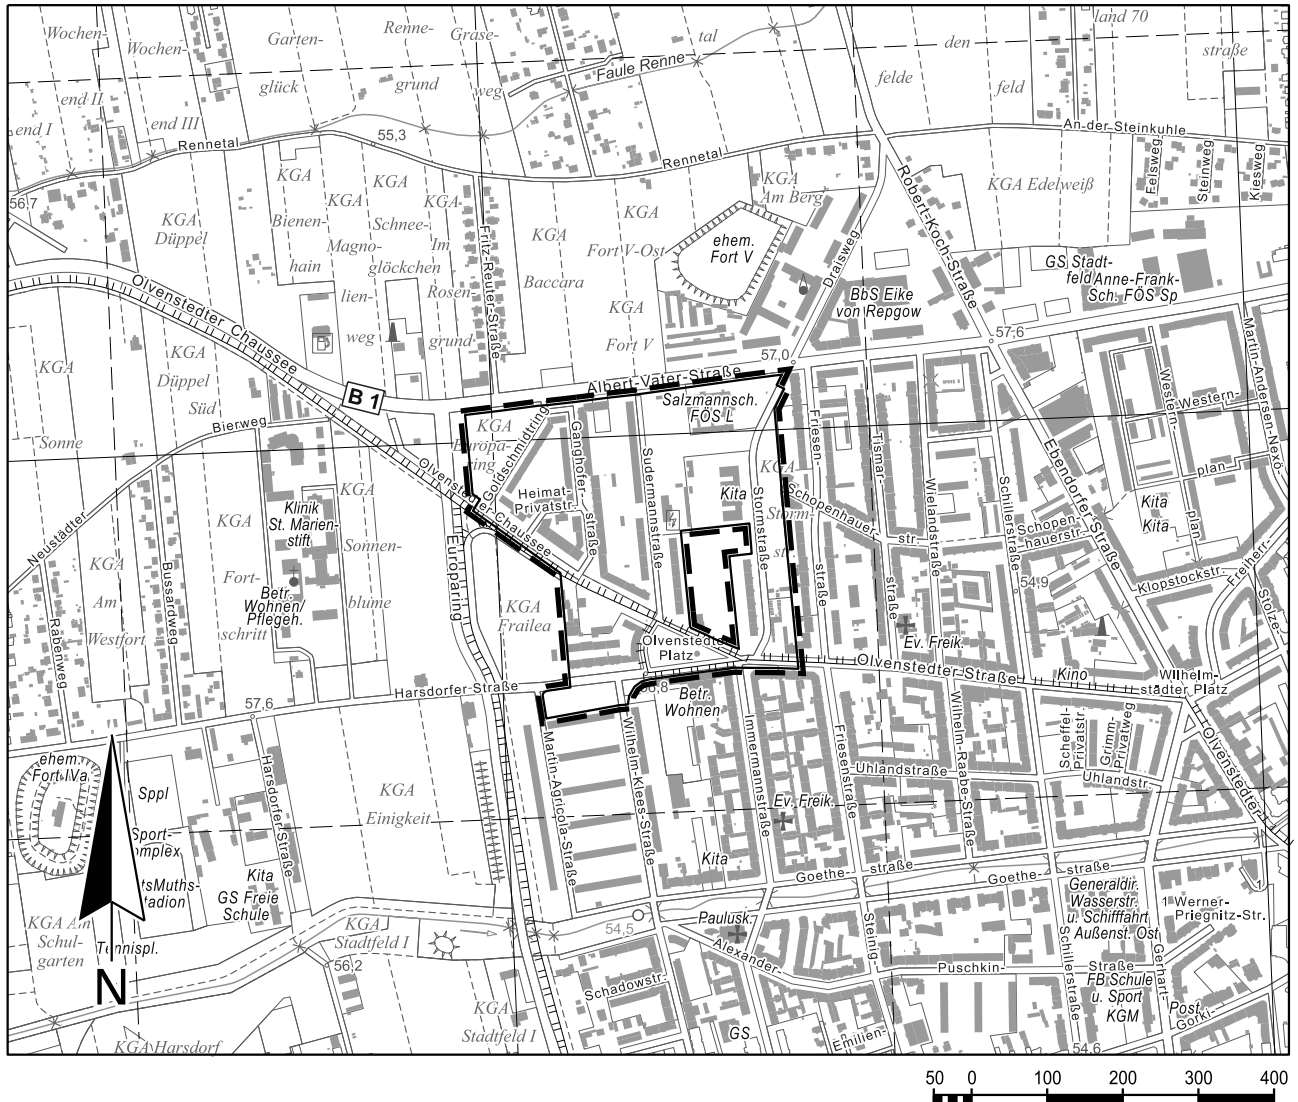 Wochen-
end II
Wochen-
end III
end I
Garten-
glück
Renne-
grund
Grase-
weg
tal
Faule Renne
den
felde
feld
land 70
straße
Rennetal
55,3
Rennetal
An der Steinkuhle
Felsweg
Steinweg
Kiesweg
56,7
KGA
Düppel
KGA
Bienen-
hain
KGA
Magno-
lien-
weg
KGA
Schnee-
glöckchen
KGA
Im
Rosen-
grund
Fritz-Reuter-Straße
KGA
Baccara
KGA
Fort V-Ost
KGA
Fort V
ehem.
Fort V
KGA
Am Berg
Draisweg
Robert-Koch-Straße
KGA Edelweiß
BbS Eike
von Repgow
GS Stadt-
feld
Anne-Frank-
Sch. FÖS Sp
57,6
57,0
Olvenstedter Chaussee
B 1
Albert-Vater-Straße
Salzmannsch.
FÖS L
KGA
Sonne
KGA
Düppel
Süd
Bierweg
Neustädter
KGA
Europa-
ring
Goldschmidtring
Olvenstedter Chaussee
Ganghofer-
straße
Heimat-
Privatstr.
Sudermannstraße
Kita
Stormstraße
KGA
Storm-
str.
Friesen-
straße
Tismar-
straße
Schopenhauer-
str.
Wielandstraße
Schillerstraße
Schopen-
hauerstr.
Ebendorfer Straße
Western-
plan
Western-
plan
Martin-Andersen-Nexö-
Kita
Kita
Klopstockstr.
Freiherr-
Stolze
54,9
Klinik
St. Marien-
stift
Betr.
Wohnen/
Pflegeh.
KGA
Fort-
schritt
KGA
Sonnen-
blume
KGA
Am
Westfort
Bussardweg
Rabenweg
Europaring
KGA
Frailea
Olvenstedter
Platz
Harsdorfer Straße
57,6
56,8
Betr.
Wohnen
Olvenstedter Straße
Ev. Freik.
Kino
Wilhelm-
städter Platz
Olvenstedter
Scheffel-
Privatstr.
Grimm-
Privatweg
Uhlandstraße
Uhlandstr.
Wilhelm-Raabe-Straße
Friesenstraße
Immermannstraße
Wilhelm-Klees-Straße
Martin-Agricola-Straße
Ev. Freik.
Kita
Goethe-
straße
Goethe-
straße
ehem.
Fort IVa
Sppl
Sport-
omplex
tsMuths-
tadion
Tennispl.
N
KGA Am
Schul-
garten
Harsdorfer Straße
Kita
GS Freie
Schule
KGA
Einigkeit
KGA
Stadtfeld I
56,2
KGA
Stadtfeld I
KGA Harsdorf
54,5
Paulusk.
Alexander-
Schadowstr.
GS
Emilien-
Steinig-
Puschkin-
Straße
Generaldir.
Wasserstr.
u. Schifffahrt
Außenst. Ost
Werner-
Priegnitz-Str.
Schillerstraße
Gerhart-
FB Schule
u. Sport
KGM
Post
Gorki-
54,6
50 0 100 200 300 400